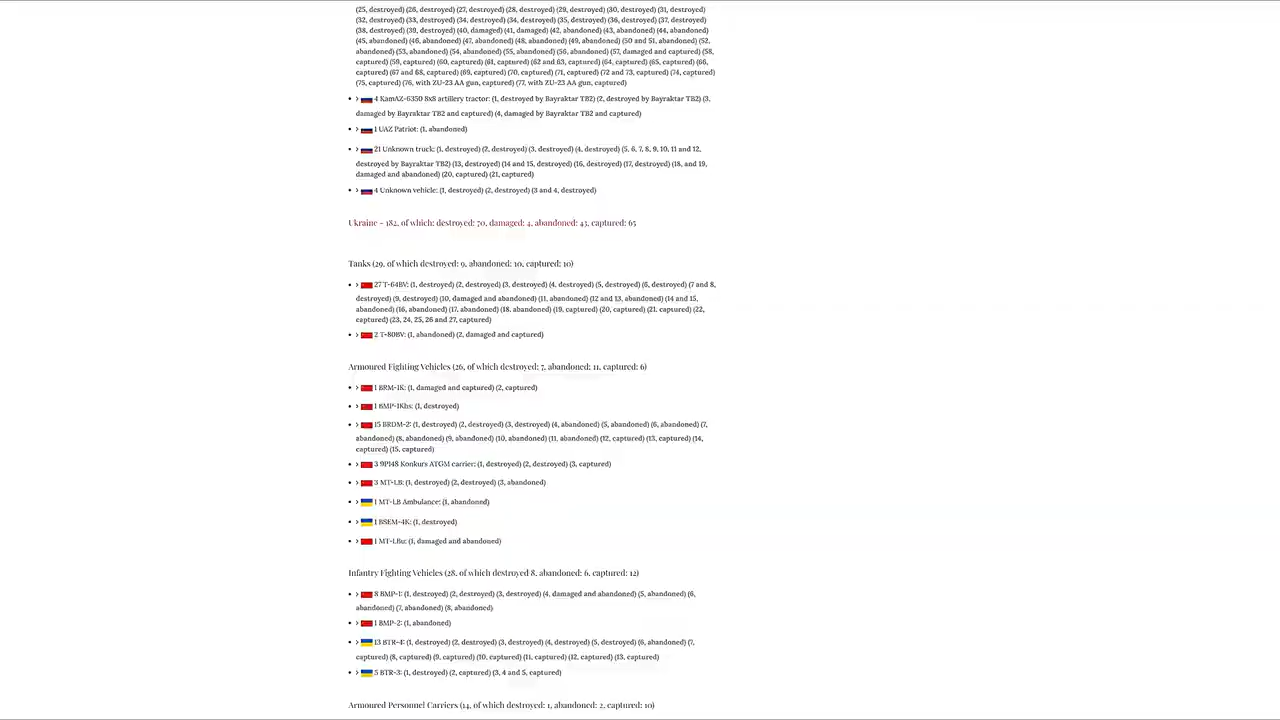 (25, destroyed) (26, destroyed) (27, destroyed) (28, destroyed) (29, destroyed) (30, destroyed) (31, destroyed)
(32, destroyed) (33, destroyed) (34, destroyed) (34, destroyed) (35, destroyed) (36, destroyed) (37, destroyed)
(38, destroyed) (39, destroyed) (40, damaged) (41, damaged) (42, abandoned) (43, abandoned) (44, abandoned)
(45, abandoned) (46, abandoned) (47, abandoned) (48, abandoned) (49, abandoned) (50 and 51, abandoned) (52,
abandoned) (53, abandoned) (54, abandoned) (55, abandoned) (56, abandoned) (57, damaged and captured) (58,
captured) (59, captured) (60, captured) (61, captured) (62 and 63, captured) (64, captured) (65, captured) (66,
captured) (67 and 68, captured) (69, captured) (70, captured) (71, captured) (72 and 73, captured) (74, captured)
(75, captured) (76, with ZU-23 AA gun, captured) (77, with ZU-23 AA gun, captured)
4 KamAZ-6350 8x8 artillery tractor: (1, destroyed by Bayraktar TB2) (2, destroyed by Bayraktar TB2) (3,
damaged by Bayraktar TB2 and captured) (4, damaged by Bayraktar TB2 and captured)
1 UAZ Patriot: (1, abandoned)
21 Unknown truck: (1, destroyed) (2, destroyed) (3, destroyed) (4, destroyed) (5, 6, 7, 8, 9, 10, 11 and 12,
destroyed by Bayraktar TB2) (13, destroyed) (14 and 15, destroyed) (16, destroyed) (17, destroyed) (18, and 19,
damaged and abandoned) (20, captured) (21, captured)
4 Unknown vehicle: (1, destroyed) (2, destroyed) (3 and 4, destroyed)
Ukraine - 182, of which: destroyed: 70, damaged: 4, abandoned: 43, captured: 65
Tanks (29, of which destroyed: 9, abandoned: 10, captured: 10)
27 T-64BV: (1, destroyed) (2, destroyed) (3, destroyed) (4, destroyed) (5, destroyed) (6, destroyed) (7 and 8,
destroyed) (9, destroyed) (10, damaged and abandoned) (11, abandoned) (12 and 13, abandoned) (14 and 15,
abandoned) (16, abandoned) (17, abandoned) (18, abandoned) (19, captured) (20, captured) (21, captured) (22,
captured) (23, 24, 25, 26 and 27, captured)
2 T-80BV: (1, abandoned) (2, damaged and captured)
Armoured Fighting Vehicles (26, of which destroyed: 7, abandoned: 11, captured: 6)
1 BRM-1K: (1, damaged and captured) (2, captured)
1 BMP-1KSh: (1, destroyed)
15 BRDM-2: (1, destroyed) (2, destroyed) (3, destroyed) (4, abandoned) (5, abandoned) (6, abandoned) (7,
abandoned) (8, abandoned) (9, abandoned) (10, abandoned) (11, abandoned) (12, captured) (13, captured) (14,
captured) (15, captured)
3 9P148 Konkurs ATGM carrier: (1, destroyed) (2, destroyed) (3, captured)
3 MT-LB: (1, destroyed) (2, destroyed) (3, abandoned)
1 MT-LB Ambulance: (1, abandoned)
1 BSEM-4K: (1, destroyed)
1 MT-LBu: (1, damaged and abandoned)
Infantry Fighting Vehicles (28, of which destroyed 8, abandoned: 6, captured: 12)
8 BMP-1: (1, destroyed) (2, destroyed) (3, destroyed) (4, damaged and abandoned) (5, abandoned) (6,
abandoned) (7, abandoned) (8, abandoned)
1 BMP-2: (1, abandoned)
13 BTR-4: (1, destroyed) (2, destroyed) (3, destroyed) (4, destroyed) (5, destroyed) (6, abandoned) (7,
captured) (8, captured) (9, captured) (10, captured) (11, captured) (12, captured) (13, captured)
5 BTR-3: (1, destroyed) (2, captured) (3, 4 and 5, captured)
Armoured Personnel Carriers (14, of which destroyed: 1, abandoned: 2, captured: 10)